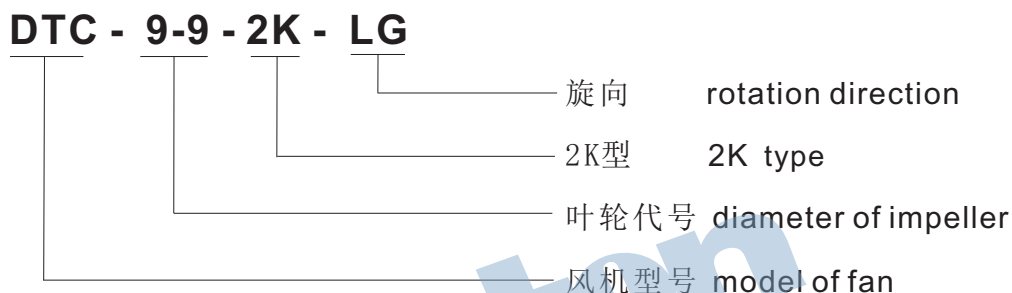 DTC - 9-9 - 2K - LG
旋向 rotation direction
2K型 2K type
叶轮代号 diameter of impeller
风机型号 model of fan